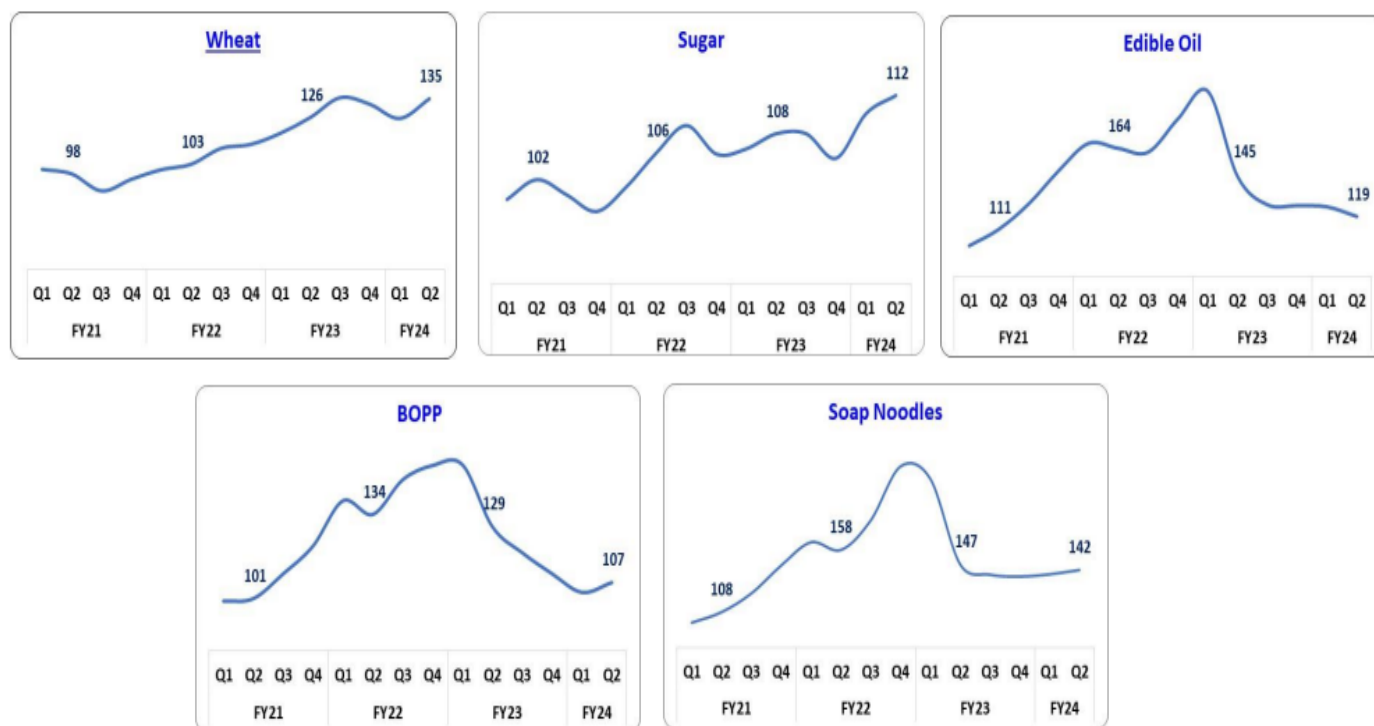 Wheat
98
103
126
135
Q1 Q2 Q3 Q4 Q1 Q2 Q3 Q4 Q1 Q2 Q3 Q4 Q1 Q2
FY21 FY22 FY23 FY24
Sugar
102
106
108
112
Q1 Q2 Q3 Q4 Q1 Q2 Q3 Q4 Q1 Q2 Q3 Q4 Q1 Q2
FY21 FY22 FY23 FY24
Edible Oil
111
164
145
119
Q1 Q2 Q3 Q4 Q1 Q2 Q3 Q4 Q1 Q2 Q3 Q4 Q1 Q2
FY21 FY22 FY23 FY24
BOPP
101
134
129
107
Q1 Q2 Q3 Q4 Q1 Q2 Q3 Q4 Q1 Q2 Q3 Q4 Q1 Q2
FY21 FY22 FY23 FY24
Soap Noodles
108
158
147
142
Q1 Q2 Q3 Q4 Q1 Q2 Q3 Q4 Q1 Q2 Q3 Q4 Q1 Q2
FY21 FY22 FY23 FY24